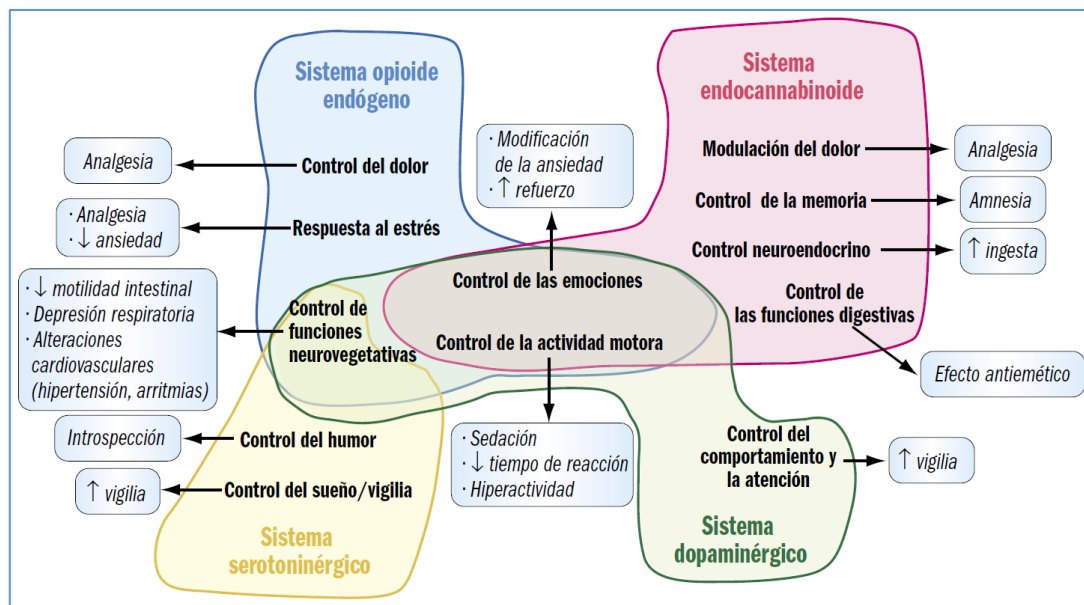 Sistema opioide
endógeno
Sistema
endocannabinoide
Analgesia
Control del dolor
· Modificación
de la ansiedad
· ↑ refuerzo
Modulación del dolor
Analgesia
· Analgesia
· ↓ ansiedad
Respuesta al estrés
Control de la memoria
Amnesia
Control neuroendocrino
↑ ingesta
· ↓ motilidad intestinal
· Depresión respiratoria
· Alteraciones
cardiovasculares
(hipertensión, arritmias)
Control de
funciones
neurovegetativas
Control de las emociones
Control de la actividad motora
Control de
las funciones digestivas
Efecto antiemético
Introspección
Control del humor
· Sedación
· ↓ tiempo de reacción
· Hiperactividad
Control del
comportamiento y
la atención
↑ vigilia
↑ vigilia
Control del sueño/vigilia
Sistema
serotoninérgico
Sistema
dopaminérgico